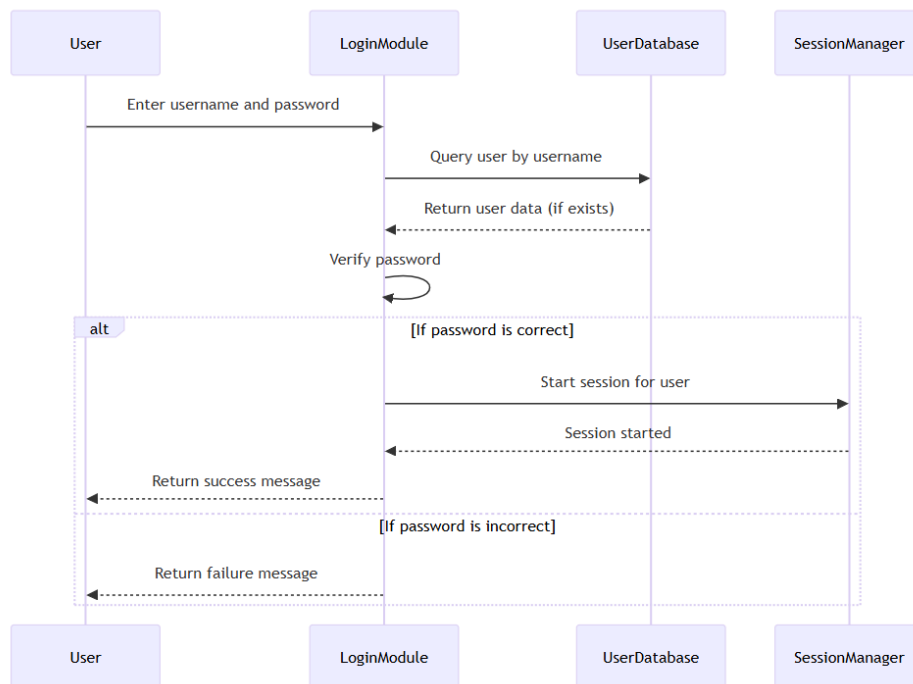 User
LoginModule
UserDatabase
SessionManager
Enter username and password
Query user by username
Return user data (if exists)
Verify password
alt
[If password is correct]
Start session for user
Session started
Return success message
[If password is incorrect]
Return failure message
User
LoginModule
UserDatabase
SessionManager